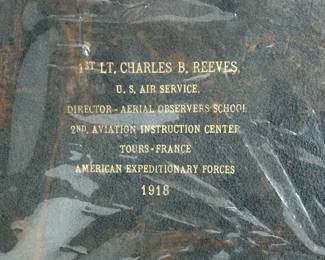 1ST LT. CHARLES B. REEVES,
U. S. AIR SERVICE,
DIRECTOR - AERIAL OBSERVERS SCHOOL
2ND. AVIATION INSTRUCTION CENTER
TOURS - FRANCE
AMERICAN EXPEDITIONARY FORCES
1918